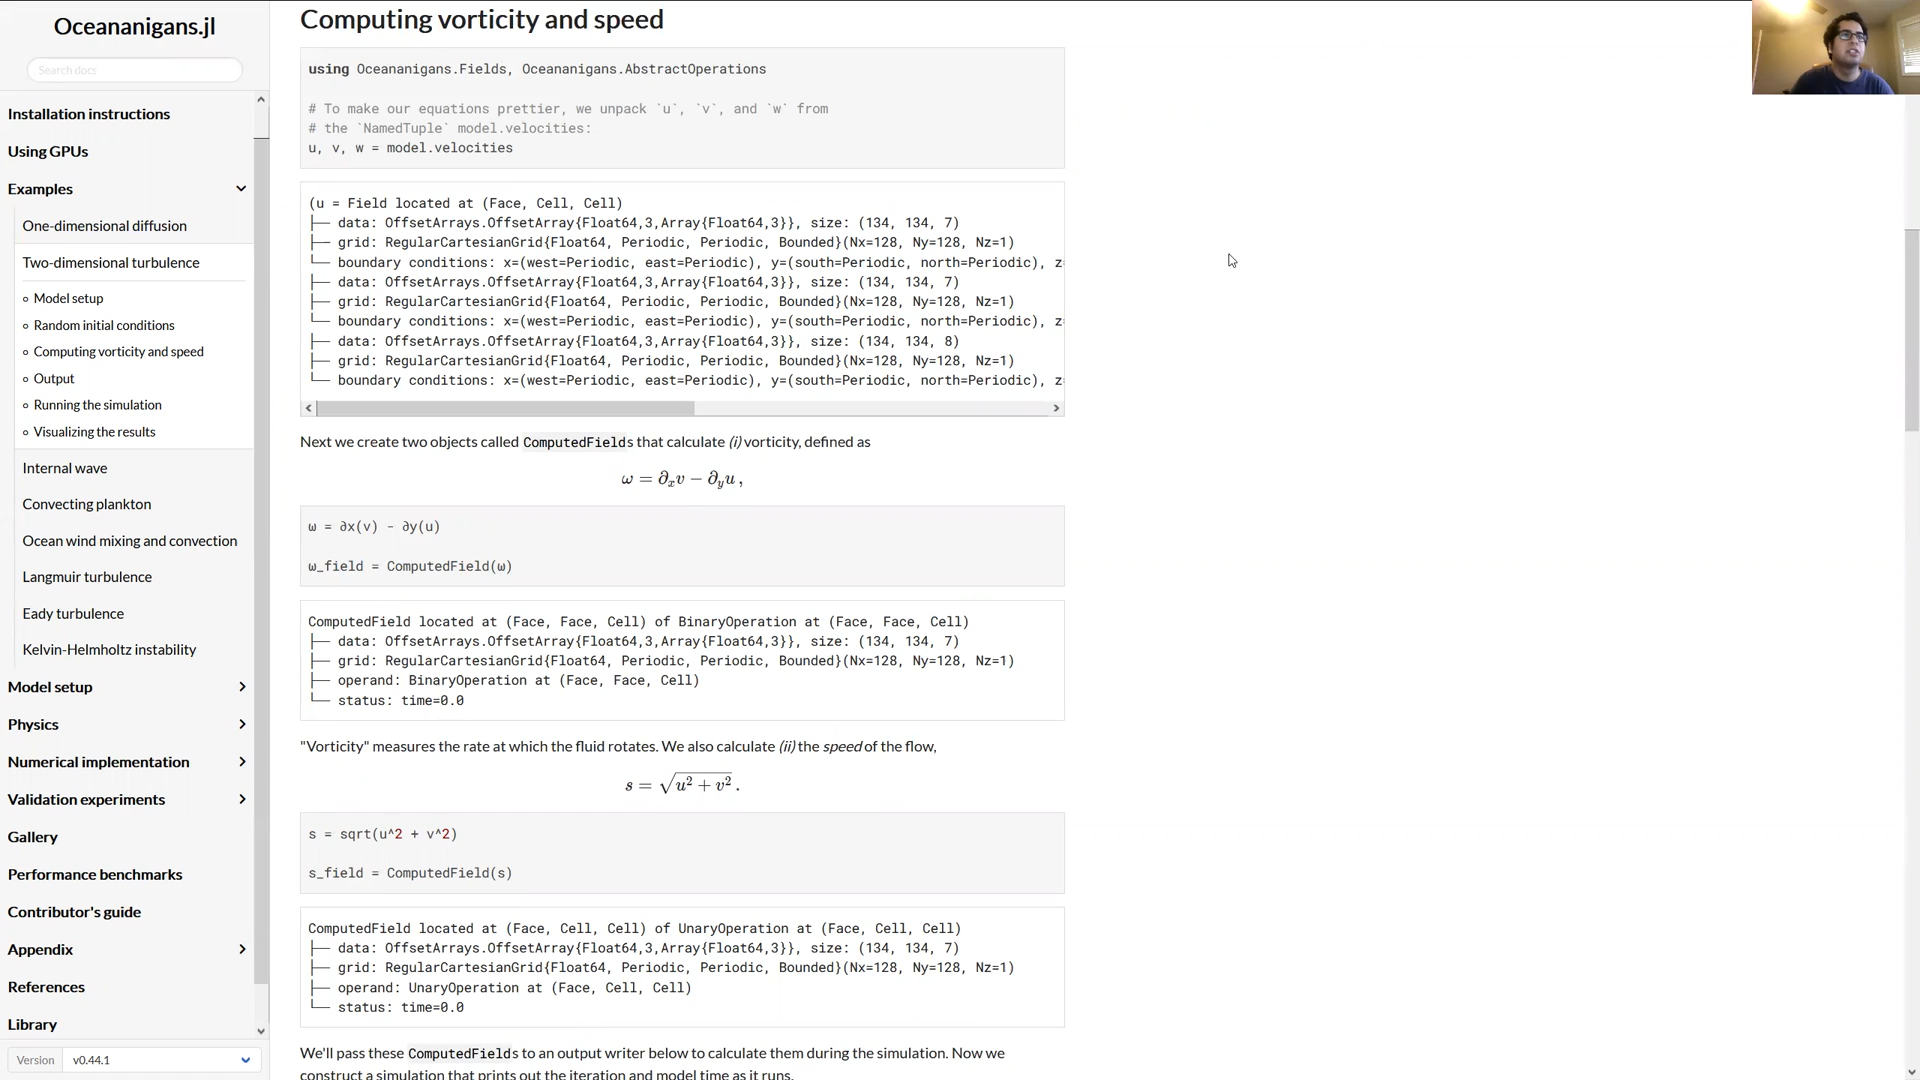 Oceananigans.jl
Search docs
Installation instructions
Using GPUs
Examples
One-dimensional diffusion
Two-dimensional turbulence
Model setup
Random initial conditions
Computing vorticity and speed
Output
Running the simulation
Visualizing the results
Internal wave
Convecting plankton
Ocean wind mixing and convection
Langmuir turbulence
Eady turbulence
Kelvin-Helmholtz instability
Model setup
Physics
Numerical implementation
Validation experiments
Gallery
Performance benchmarks
Contributor's guide
Appendix
References
Library
Version v0.44.1
Computing vorticity and speed
using Oceananigans.Fields, Oceananigans.AbstractOperations
# To make our equations prettier, we unpack `u`, `v`, and `w` from
# the `NamedTuple` model.velocities:
u, v, w = model.velocities
(u = Field located at (Face, Cell, Cell)
├── data: OffsetArrays.OffsetArray{Float64,3,Array{Float64,3}}, size: (134, 134, 7)
├── grid: RegularCartesianGrid{Float64, Periodic, Periodic, Bounded}(Nx=128, Ny=128, Nz=1)
└── boundary conditions: x=(west=Periodic, east=Periodic), y=(south=Periodic, north=Periodic), z=
├── data: OffsetArrays.OffsetArray{Float64,3,Array{Float64,3}}, size: (134, 134, 7)
├── grid: RegularCartesianGrid{Float64, Periodic, Periodic, Bounded}(Nx=128, Ny=128, Nz=1)
└── boundary conditions: x=(west=Periodic, east=Periodic), y=(south=Periodic, north=Periodic), z=
├── data: OffsetArrays.OffsetArray{Float64,3,Array{Float64,3}}, size: (134, 134, 8)
├── grid: RegularCartesianGrid{Float64, Periodic, Periodic, Bounded}(Nx=128, Ny=128, Nz=1)
└── boundary conditions: x=(west=Periodic, east=Periodic), y=(south=Periodic, north=Periodic), z=
Next we create two objects called ComputedFields that calculate (i) vorticity, defined as
ω = ∂ₓv − ∂ᵧu ,
ω = ∂x(v) - ∂y(u)
ω_field = ComputedField(ω)
ComputedField located at (Face, Face, Cell) of BinaryOperation at (Face, Face, Cell)
├── data: OffsetArrays.OffsetArray{Float64,3,Array{Float64,3}}, size: (134, 134, 7)
├── grid: RegularCartesianGrid{Float64, Periodic, Periodic, Bounded}(Nx=128, Ny=128, Nz=1)
├── operand: BinaryOperation at (Face, Face, Cell)
└── status: time=0.0
"Vorticity" measures the rate at which the fluid rotates. We also calculate (ii) the speed of the flow,
s = √(u² + v²) .
s = sqrt(u^2 + v^2)
s_field = ComputedField(s)
ComputedField located at (Face, Cell, Cell) of UnaryOperation at (Face, Cell, Cell)
├── data: OffsetArrays.OffsetArray{Float64,3,Array{Float64,3}}, size: (134, 134, 7)
├── grid: RegularCartesianGrid{Float64, Periodic, Periodic, Bounded}(Nx=128, Ny=128, Nz=1)
├── operand: UnaryOperation at (Face, Cell, Cell)
└── status: time=0.0
We'll pass these ComputedFields to an output writer below to calculate them during the simulation. Now we
construct a simulation that prints out the iteration and model time as it runs.